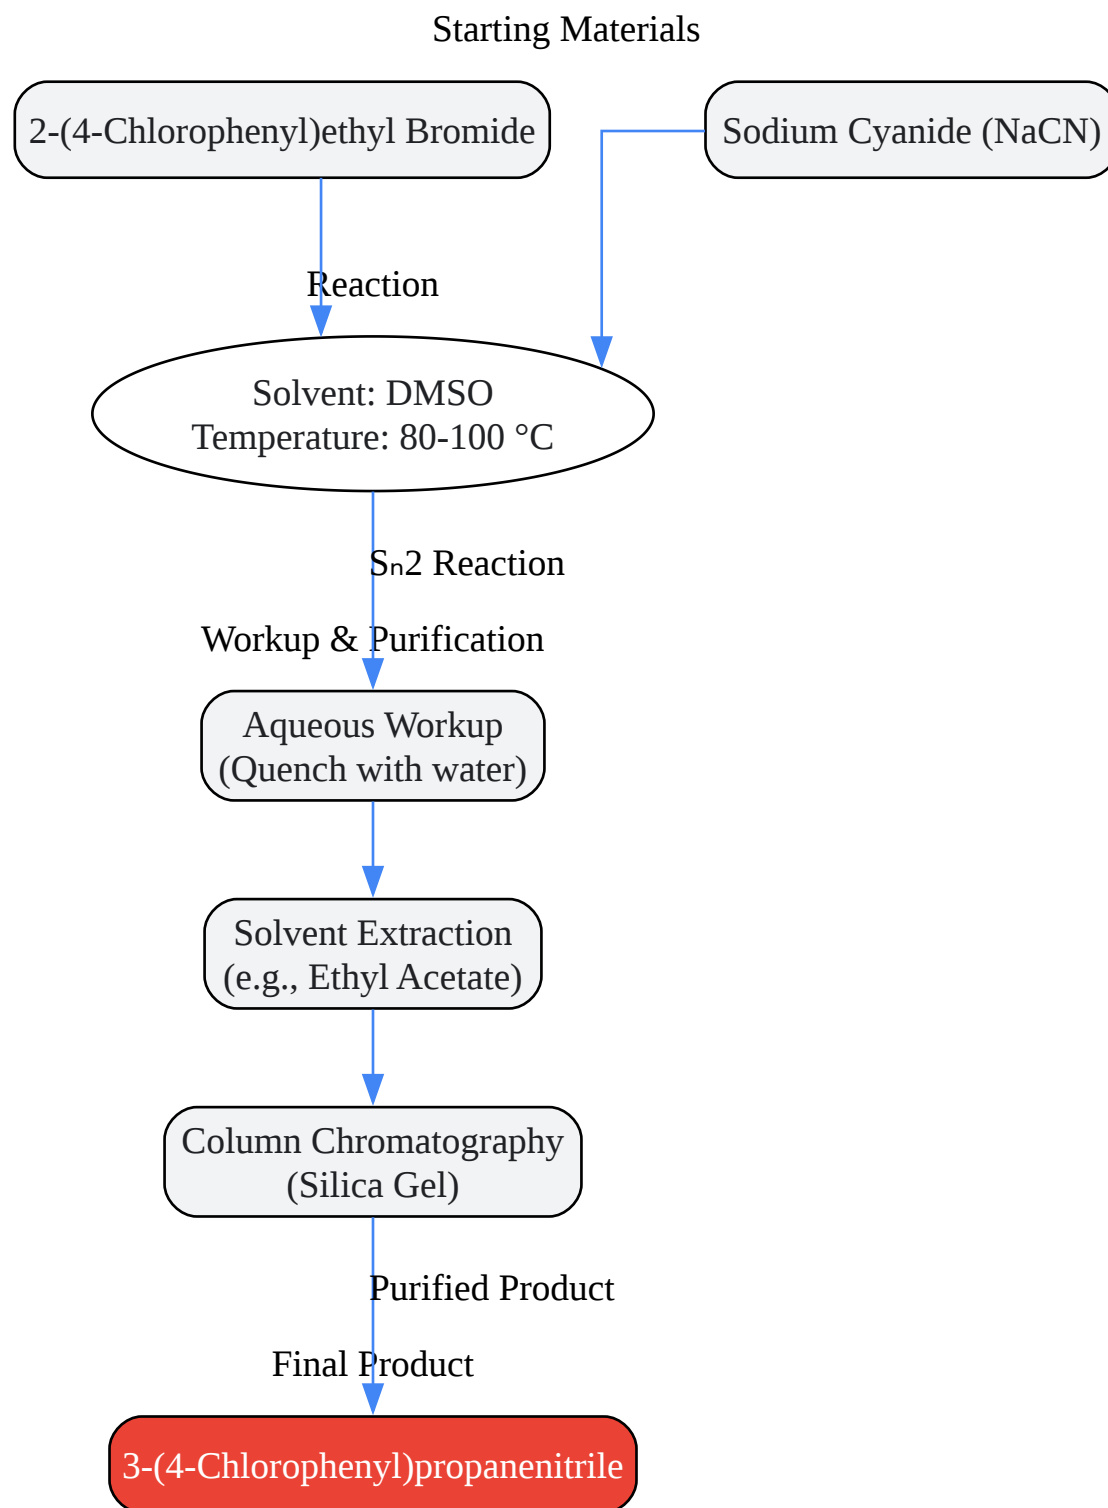 Starting Materials
2-(4-Chlorophenyl)ethyl Bromide
Sodium Cyanide (NaCN)
Reaction
Solvent: DMSO
Temperature: 80-100 °C
Sₙ2 Reaction
Workup & Purification
Aqueous Workup
(Quench with water)
Solvent Extraction
(e.g., Ethyl Acetate)
Column Chromatography
(Silica Gel)
Purified Product
Final Product
3-(4-Chlorophenyl)propanenitrile